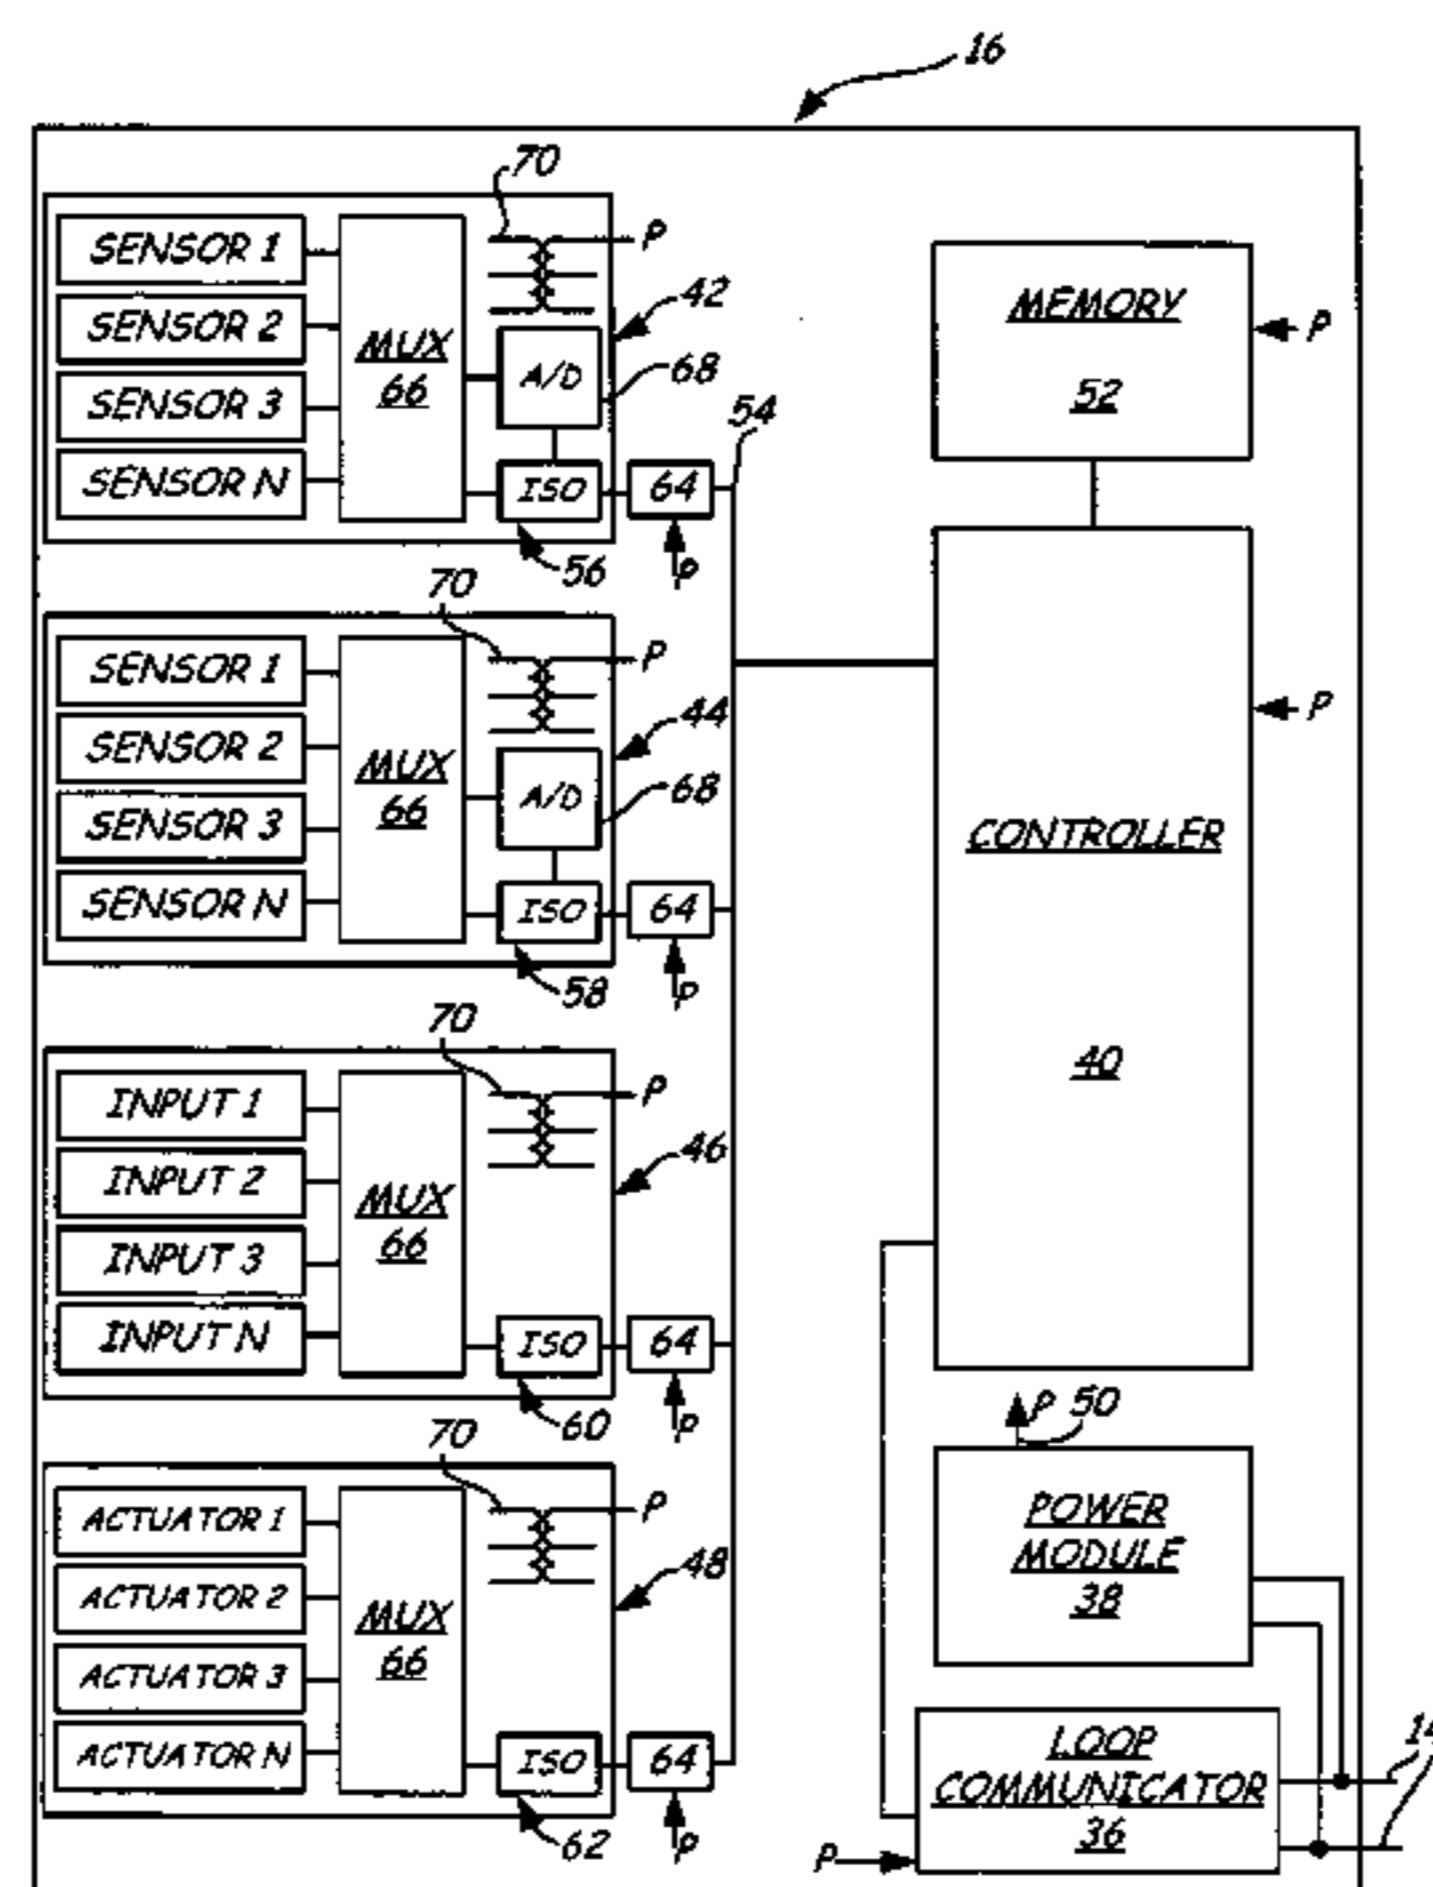 16
70
SENSOR 1
P
SENSOR 2
42
MUX
66
A/D
68
SENSOR 3
SENSOR N
ISO
64
54
56
P
MEMORY
52
P
70
SENSOR 1
P
SENSOR 2
44
MUX
66
A/D
68
SENSOR 3
SENSOR N
ISO
64
58
P
CONTROLLER
40
P
70
INPUT 1
P
INPUT 2
46
MUX
66
INPUT 3
INPUT N
ISO
64
60
P
P 50
POWER
MODULE
38
70
ACTUATOR 1
P
ACTUATOR 2
48
MUX
66
ACTUATOR 3
ACTUATOR N
ISO
64
62
P
LOOP
COMMUNICATOR
36
P